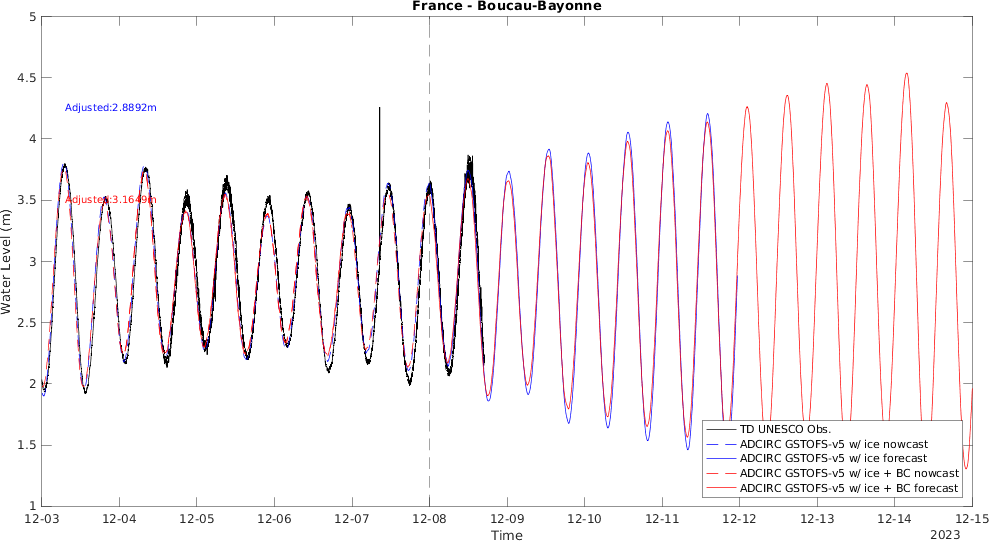 France - Boucau-Bayonne
Water Level (m)
5
4.5
4
3.5
3
2.5
2
1.5
1
Adjusted:2.8892m
Adjusted:3.1649m
TD UNESCO Obs.
ADCIRC GSTOFS-v5 w/ ice nowcast
ADCIRC GSTOFS-v5 w/ ice forecast
ADCIRC GSTOFS-v5 w/ ice + BC nowcast
ADCIRC GSTOFS-v5 w/ ice + BC forecast
12-03 12-04 12-05 12-06 12-07 12-08 12-09 12-10 12-11 12-12 12-13 12-14 12-15
Time
2023